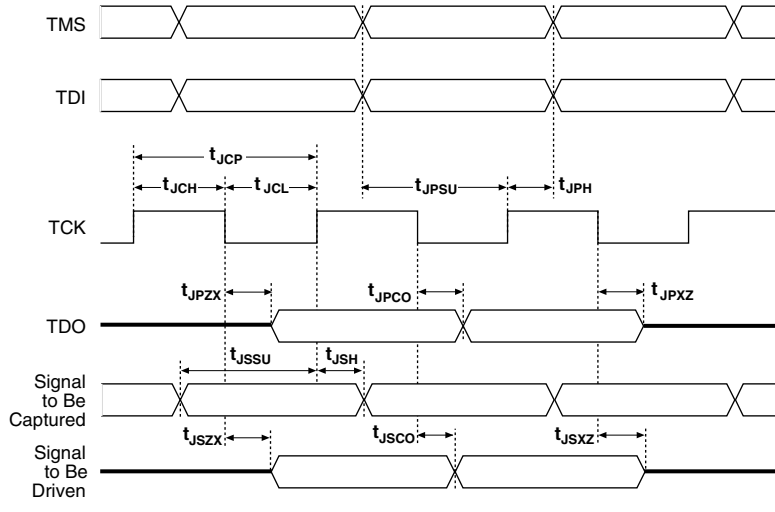 TMS
TDI
tJCP
tJCH tJCL tJPSU tJPH
TCK
tJPZX tJPCO tJPXZ
TDO
tJSSU tJSH
Signal
to Be
Captured
tJSZX tJSCO tJSXZ
Signal
to Be
Driven